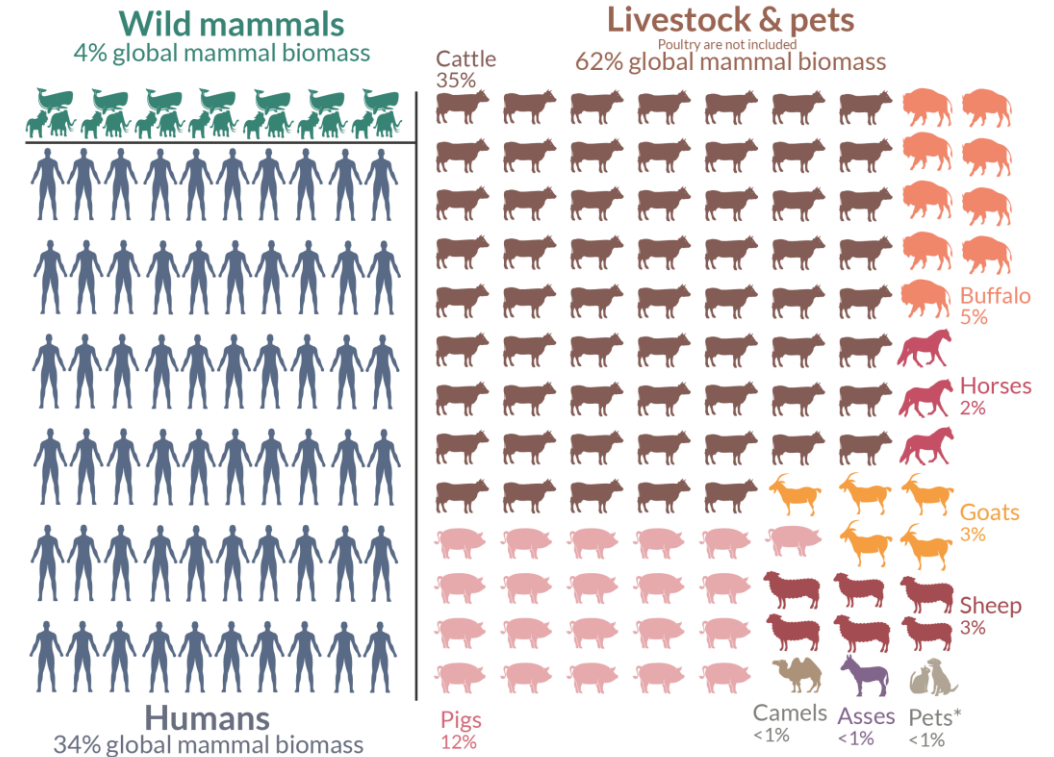 Wild mammals
4% global mammal biomass
Livestock & pets
Poultry are not included
62% global mammal biomass
Cattle
35%
Buffalo
5%
Horses
2%
Goats
3%
Sheep
3%
Humans
34% global mammal biomass
Pigs
12%
Camels
<1%
Asses
<1%
Pets*
<1%